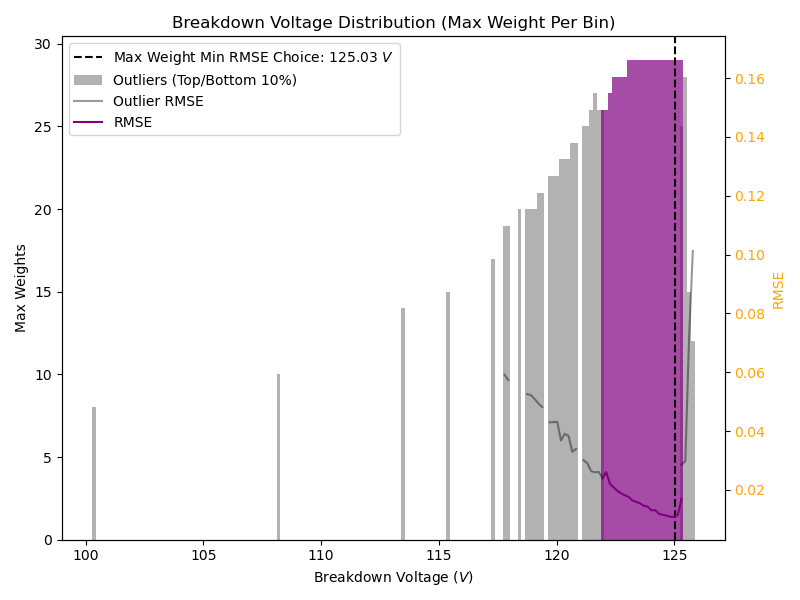 Breakdown Voltage Distribution (Max Weight Per Bin)
Max Weight Min RMSE Choice: 125.03 V
Outliers (Top/Bottom 10%)
Outlier RMSE
RMSE
Max Weights
30
25
20
15
10
5
0
0.16
0.14
0.12
0.10
0.08
0.06
0.04
0.02
RMSE
100 105 110 115 120 125
Breakdown Voltage (V)